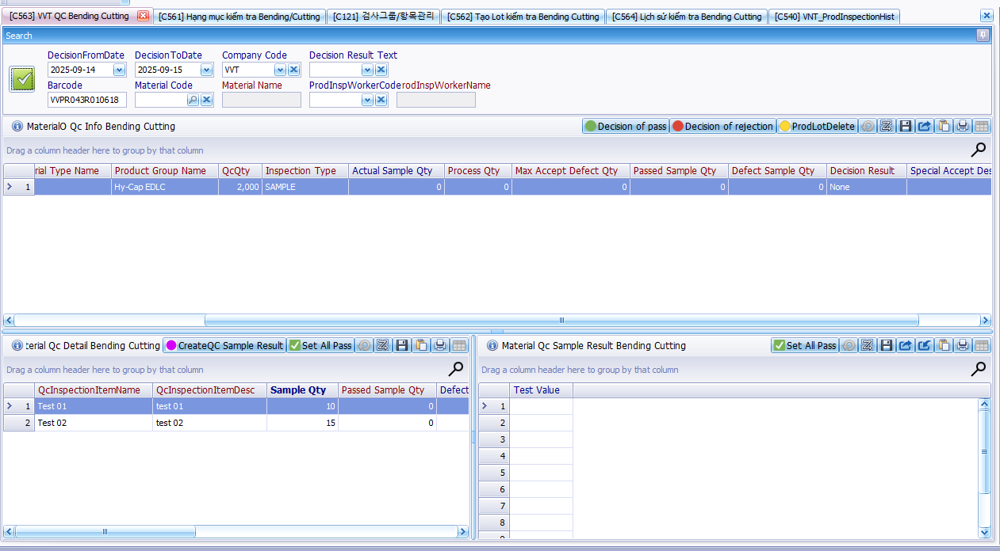 [C563] VVT QC Bending Cutting [C561] Hạng mục kiểm tra Bending/Cutting [C121] 검사그룹/항목관리 [C562] Tạo Lot kiểm tra Bending Cutting [C564] Lịch sử kiểm tra Bending Cutting [C540] VNT_ProdInspectionHist
Search
DecisionFromDate DecisionToDate Company Code Decision Result Text
2025-09-14 2025-09-15 VVT
Barcode Material Code Material Name ProdInspWorkerCode rodInspWorkerName
VVPR043R010618
MaterialO Qc Info Bending Cutting Decision of pass Decision of rejection ProdLotDelete
Drag a column header here to group by that column
rial Type Name Product Group Name QcQty Inspection Type Actual Sample Qty Process Qty Max Accept Defect Qty Passed Sample Qty Defect Sample Qty Decision Result Special Accept Des
1 Hy-Cap EDLC 2,000 SAMPLE 0 0 0 0 0 None
terial Qc Detail Bending Cutting CreateQC Sample Result Set All Pass
Drag a column header here to group by that column
QcInspectionItemName QcInspectionItemDesc Sample Qty Passed Sample Qty Defect
1 Test 01 test 01 10 0
2 Test 02 test 02 15 0
Material Qc Sample Result Bending Cutting Set All Pass
Drag a column header here to group by that column
Test Value
1
2
3
4
5
6
7
8